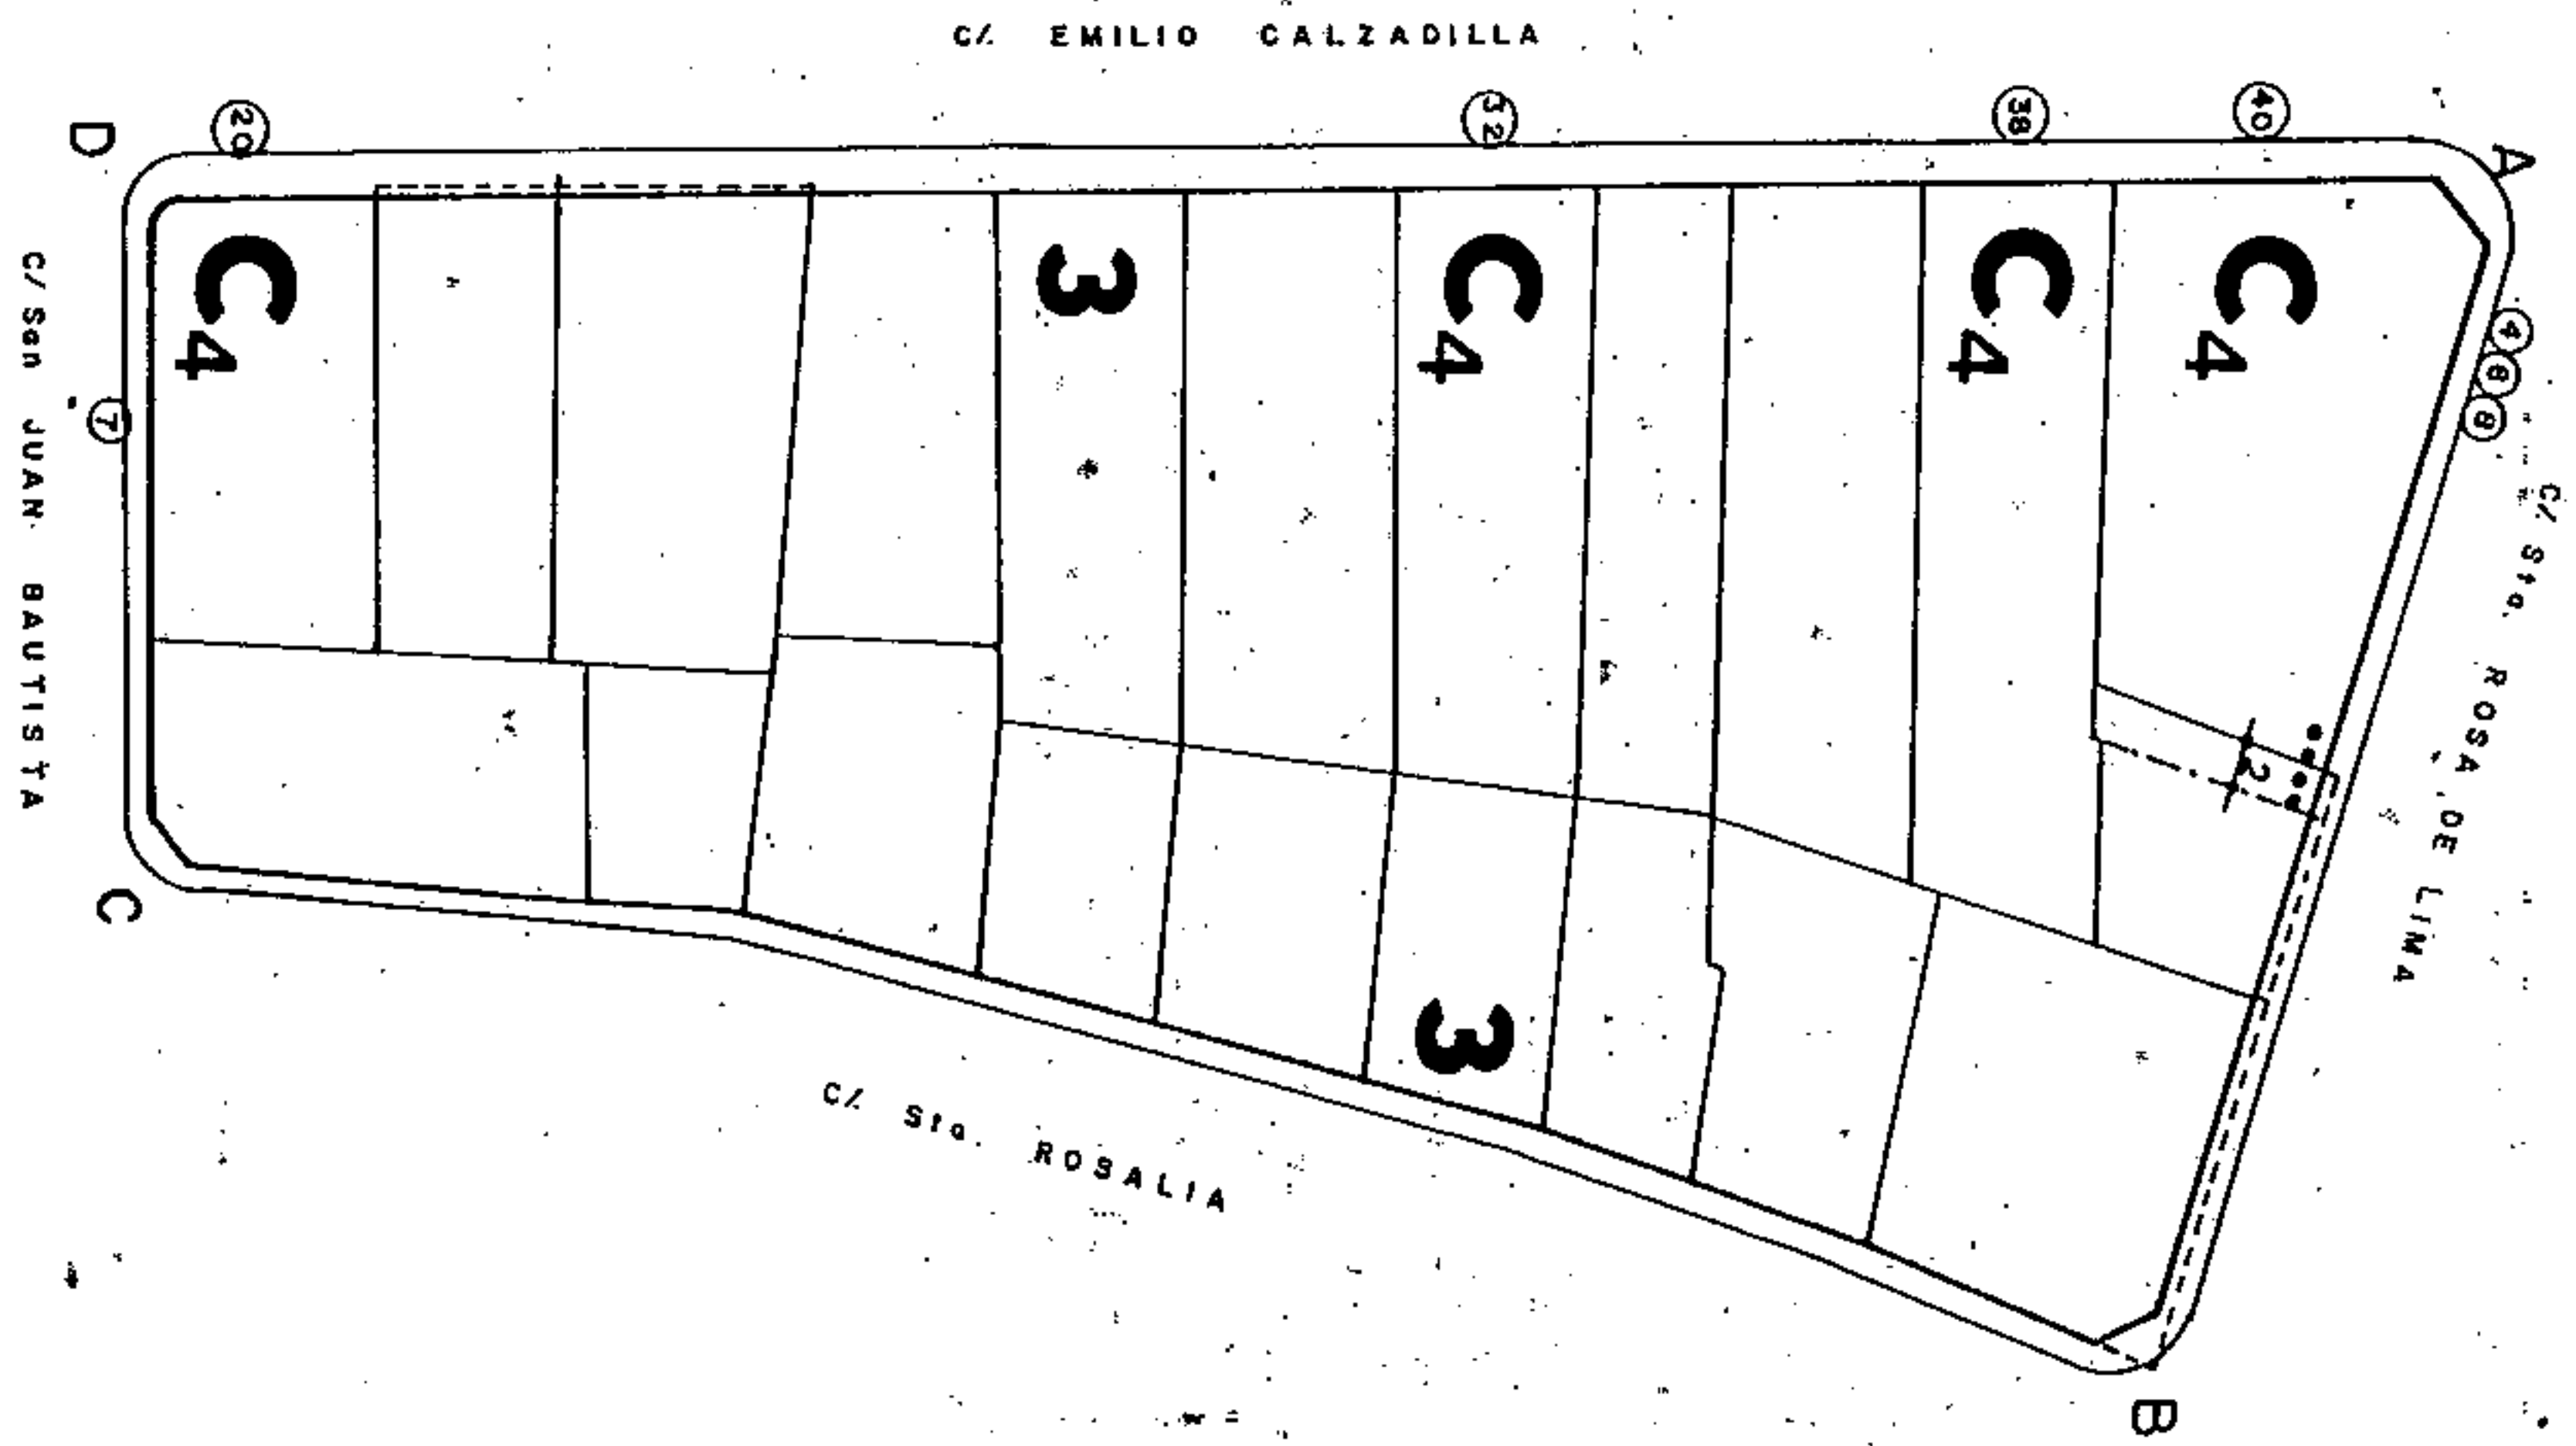 C/. EMILIO CALZADILLA
D
20
32
38
40
A
C4
3
C4
C4
C4
4
6
8
7
C/ San JUAN BAUTISTA
C/. Sta. ROSA DE LIMA
2
C
3
C/. Sta. ROSALIA
B